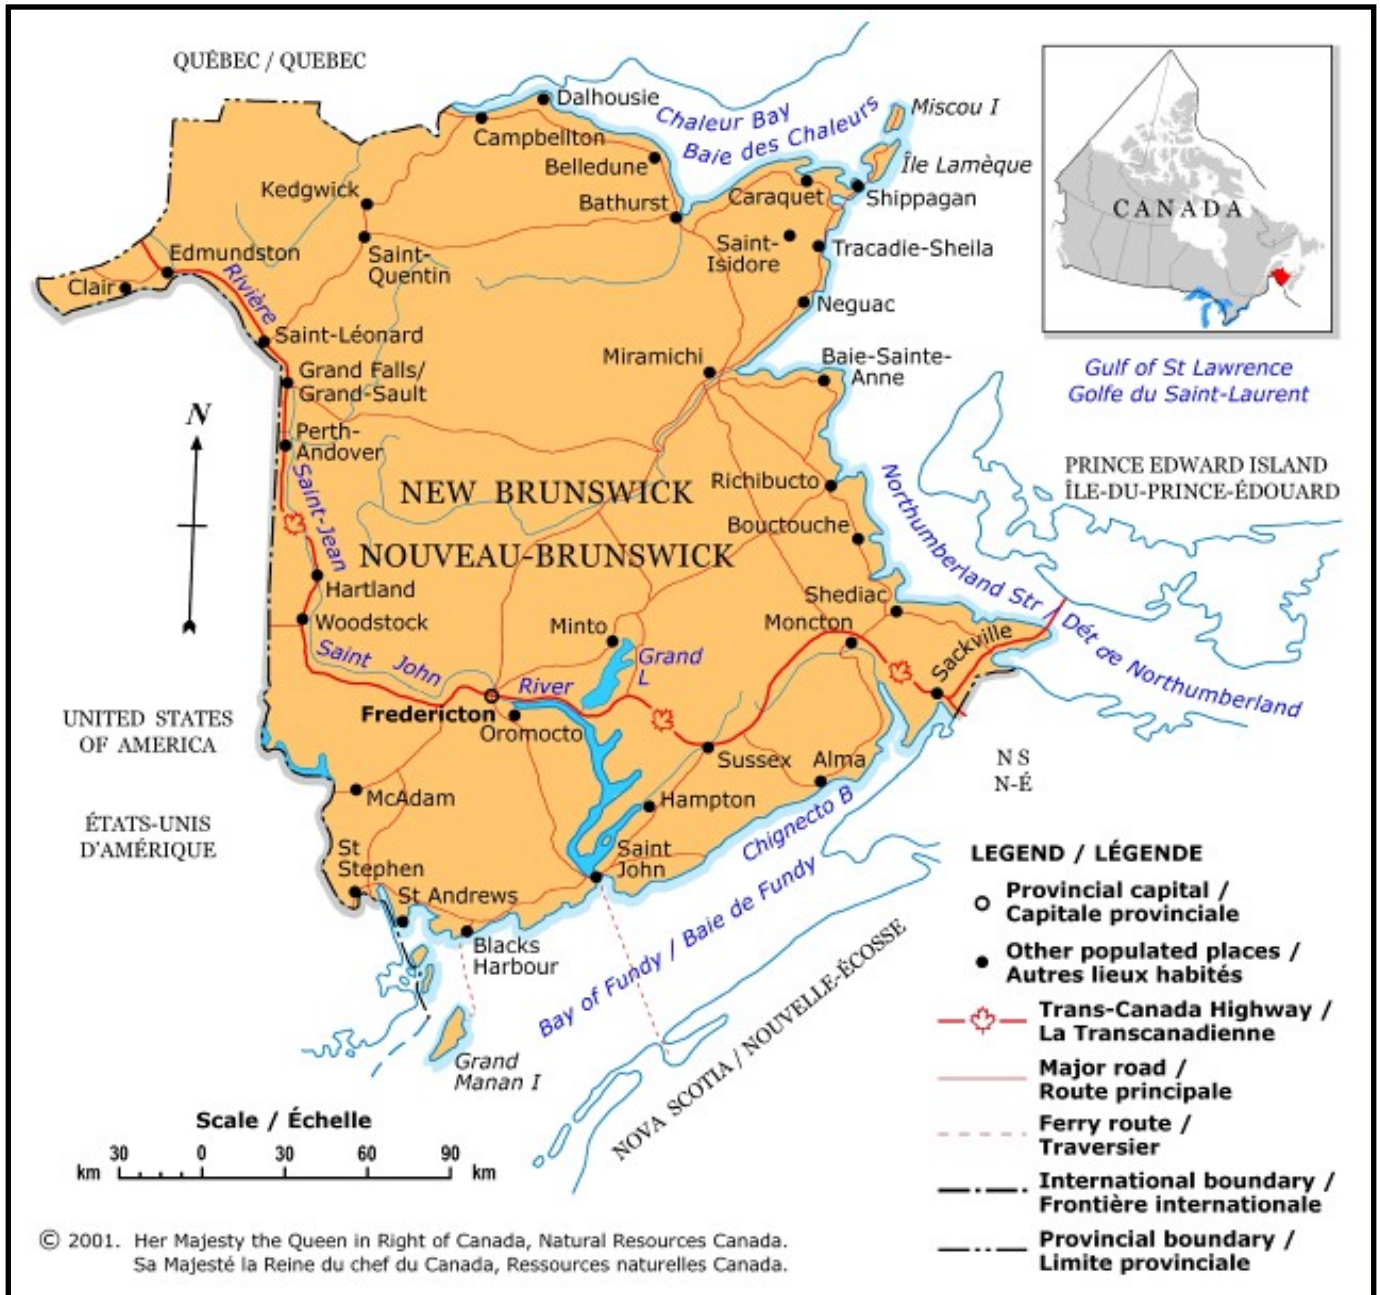 QUÉBEC / QUEBEC
Dalhousie
Campbellton
Chaleur Bay
Baie des Chaleurs
Miscou I
Île Lamèque
Belledune
Kedgwick
Bathurst
Caraquet
Shippagan
CANADA
Edmundston
Saint-
Quentin
Saint-
Isidore
Tracadie-Sheila
Clair
Rivière
Neguac
Saint-Léonard
Miramichi
Baie-Sainte-
Anne
Grand Falls/
Grand-Sault
Gulf of St Lawrence
Golfe du Saint-Laurent
N
Perth-
Andover
Saint-Jean
PRINCE EDWARD ISLAND
ÎLE-DU-PRINCE-ÉDOUARD
NEW BRUNSWICK
NOUVEAU-BRUNSWICK
Richibucto
Bouctouche
Northumberland Str / Dét de Northumberland
Hartland
Shediac
Woodstock
Minto
Moncton
Sackville
Saint John River
Grand
L
Fredericton
Oromocto
UNITED STATES
OF AMERICA
Sussex
Alma
N S
N-É
McAdam
Hampton
ÉTATS-UNIS
D'AMÉRIQUE
Chignecto B
St
Stephen
Saint
John
St Andrews
Blacks
Harbour
Bay of Fundy / Baie de Fundy
NOVA SCOTIA / NOUVELLE-ÉCOSSE
Grand
Manan I
LEGEND / LÉGENDE
Provincial capital /
Capitale provinciale
Other populated places /
Autres lieux habités
Trans-Canada Highway /
La Transcanadienne
Major road /
Route principale
Ferry route /
Traversier
International boundary /
Frontière internationale
Provincial boundary /
Limite provinciale
Scale / Échelle
30 0 30 60 90
km km
© 2001. Her Majesty the Queen in Right of Canada, Natural Resources Canada.
Sa Majesté la Reine du chef du Canada, Ressources naturelles Canada.